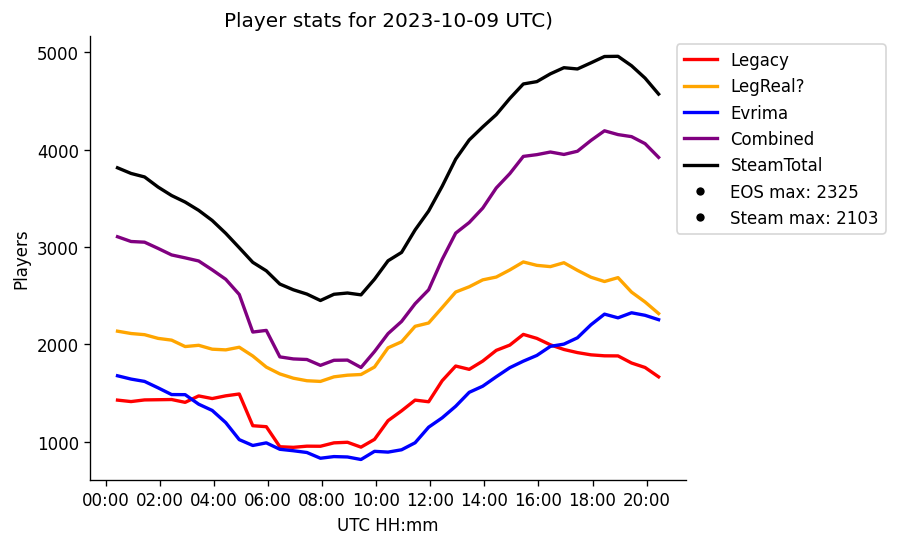 Player stats for 2023-10-09 UTC)
5000
4000
3000
2000
1000
Players
00:00 02:00 04:00 06:00 08:00 10:00 12:00 14:00 16:00 18:00 20:00
UTC HH:mm
Legacy
LegReal?
Evrima
Combined
SteamTotal
EOS max: 2325
Steam max: 2103